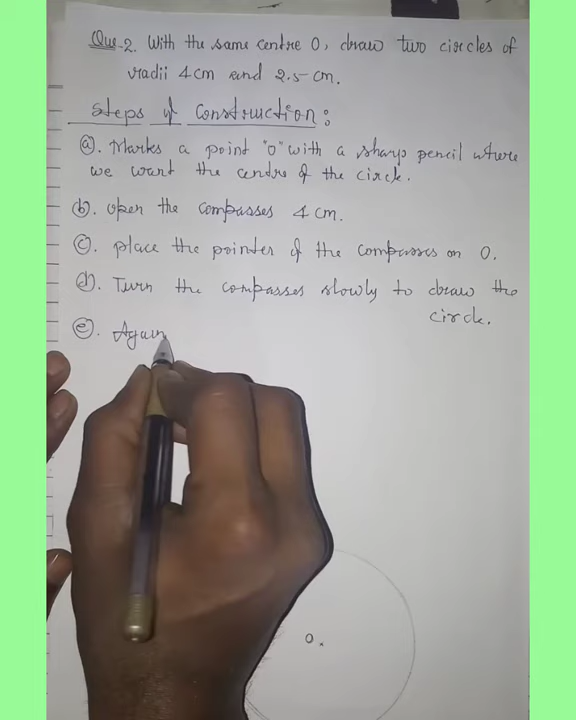 Que-2. With the same centre O, draw two circles of
radii 4cm and 2.5 cm.
Steps of Construction :
(a). Marks a point "O" with a sharp pencil where
we want the centre of the circle.
(b). Open the compasses 4 cm.
(c). Place the pointer of the compasses on O.
(d). Turn the compasses slowly to draw the
circle.
(e). Again
O